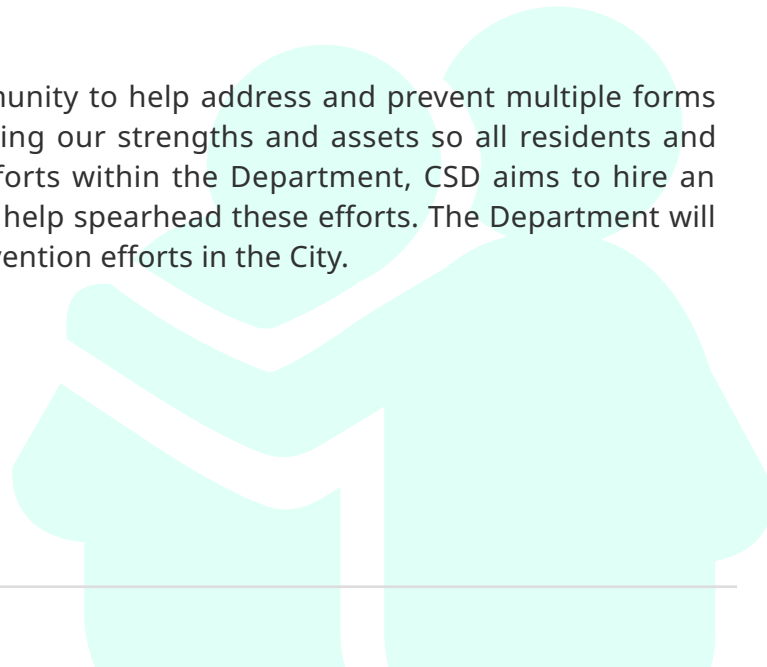 unity to help address and prevent multiple forms
ing our strengths and assets so all residents and
forts within the Department, CSD aims to hire an
help spearhead these efforts. The Department will
vention efforts in the City.